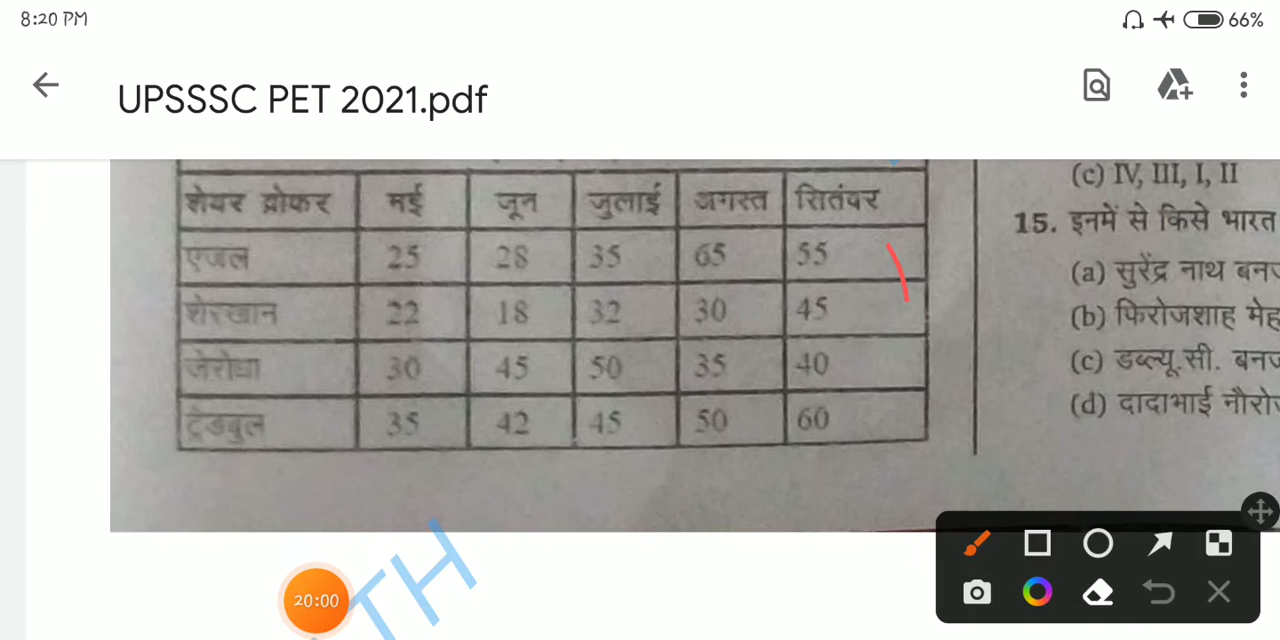 8:20 PM
66%
UPSSSC PET 2021.pdf
शेयर ब्रोकर मई जून जुलाई अगस्त सितंबर
एंजल 25 28 35 65 55
शेरखान 22 18 32 30 45
जेरोधा 30 45 50 35 40
ट्रेडबुल 35 42 45 50 60
(c) IV, III, I, II
15. इनमें से किसे भारत
(a) सुरेंद्र नाथ
(b) फिरोजशाह
(c) डब्ल्यू.सी.
(d) दादाभाई
20:00
TH